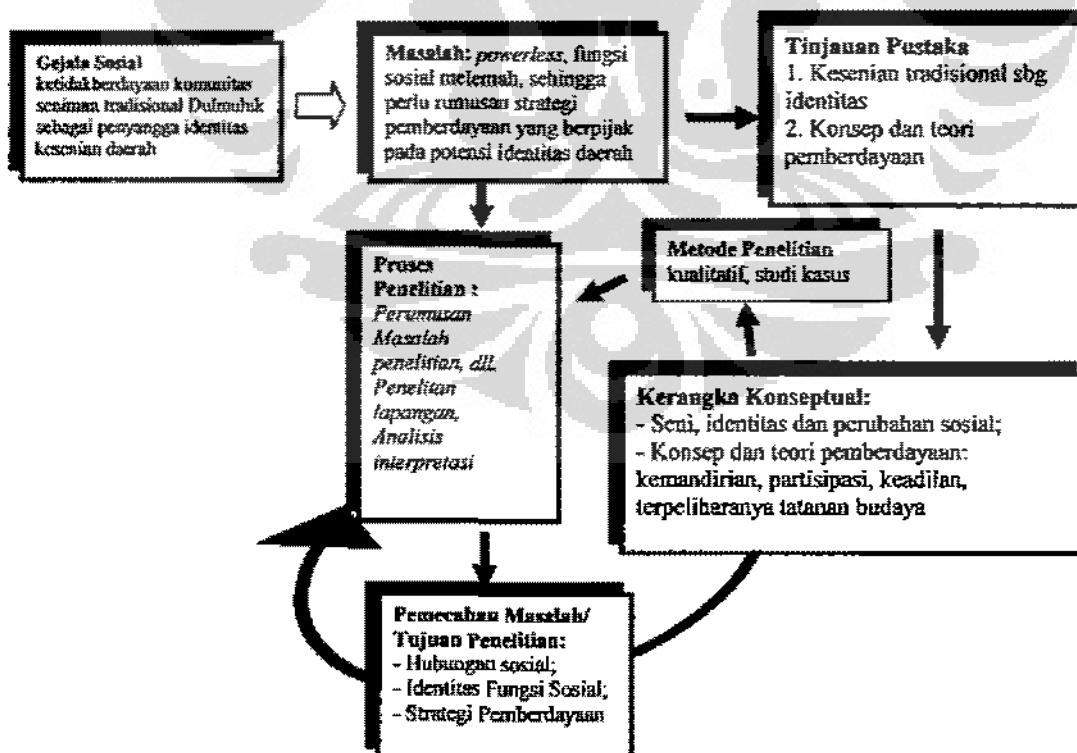 Gejala Sosial
ketidakberdayaan komunitas
seniman tradisional Dulmuluk
sebagai penyangga identitas
kesenian daerah
Masalah: powerless, fungsi
sosial melemah, sehingga
perlu rumusan strategi
pemberdayaan yang berpijak
pada potensi identitas daerah
Tinjauan Pustaka
1. Kesenian tradisional sbg
identitas
2. Konsep dan teori
pemberdayaan
Proses
Penelitian :
Perumusan
Masalah
penelitian, dll.
Penelitan
lapangan,
Analisis
interpretasi
Metode Penelitian
kualitatif, studi kasus
Kerangka Konseptual:
- Seni, identitas dan perubahan sosial;
- Konsep dan teori pemberdayaan:
kemandirian, partisipasi, keadilan,
terpeliharanya tatanan budaya
Pemecahan Masalah/
Tujuan Penelitian:
- Hubungan sosial;
- Identitas Fungsi Sosial;
- Strategi Pemberdayaan